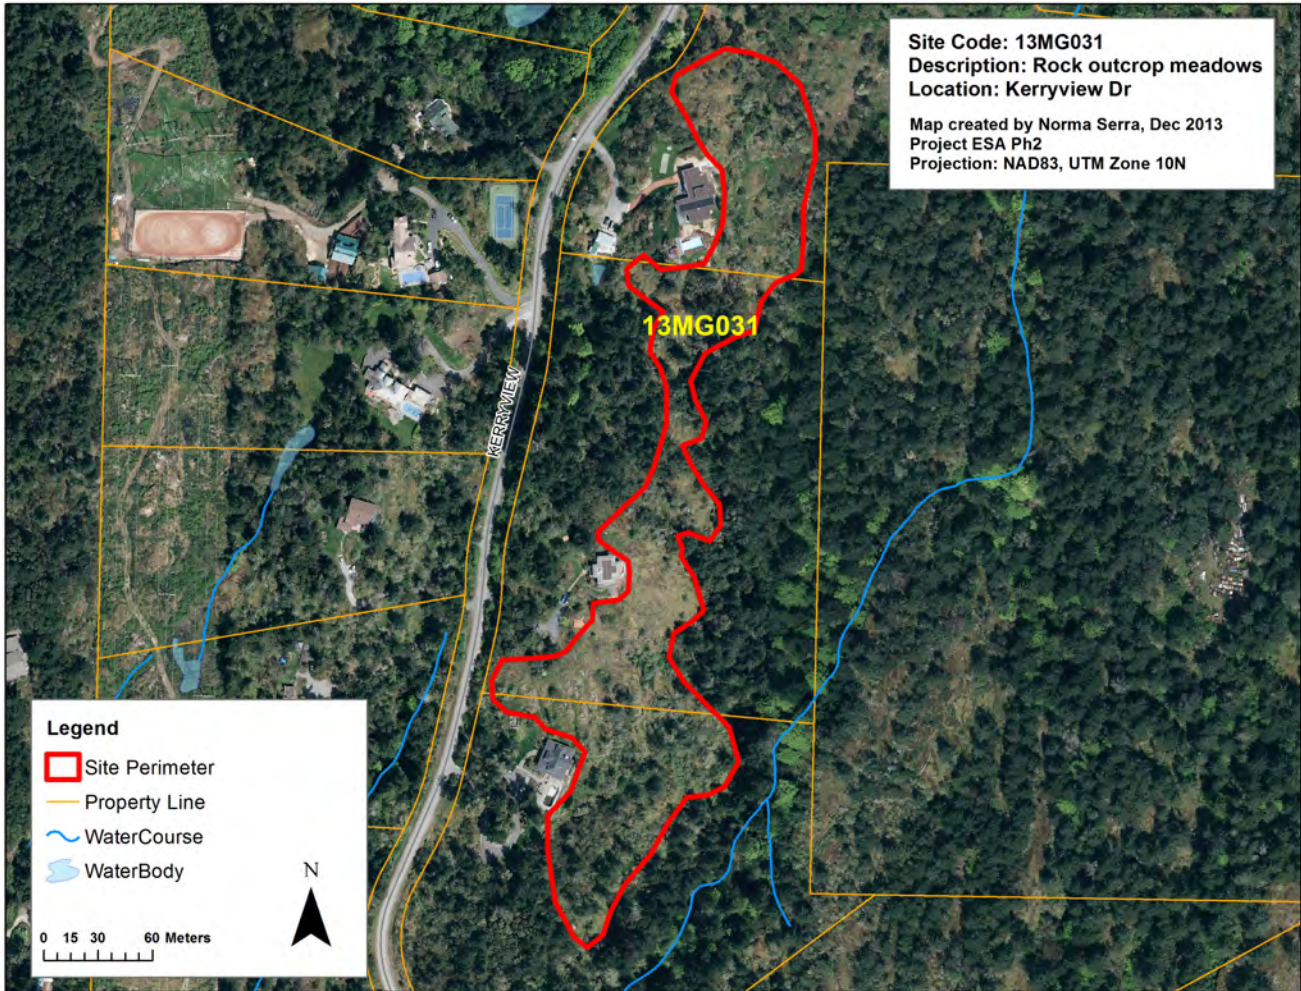 Site Code: 13MG031
Description: Rock outcrop meadows
Location: Kerryview Dr
Map created by Norma Serra, Dec 2013
Project ESA Ph2
Projection: NAD83, UTM Zone 10N
13MG031
KERRYVIEW
Legend
Site Perimeter
Property Line
WaterCourse
WaterBody
N
0 15 30 60 Meters